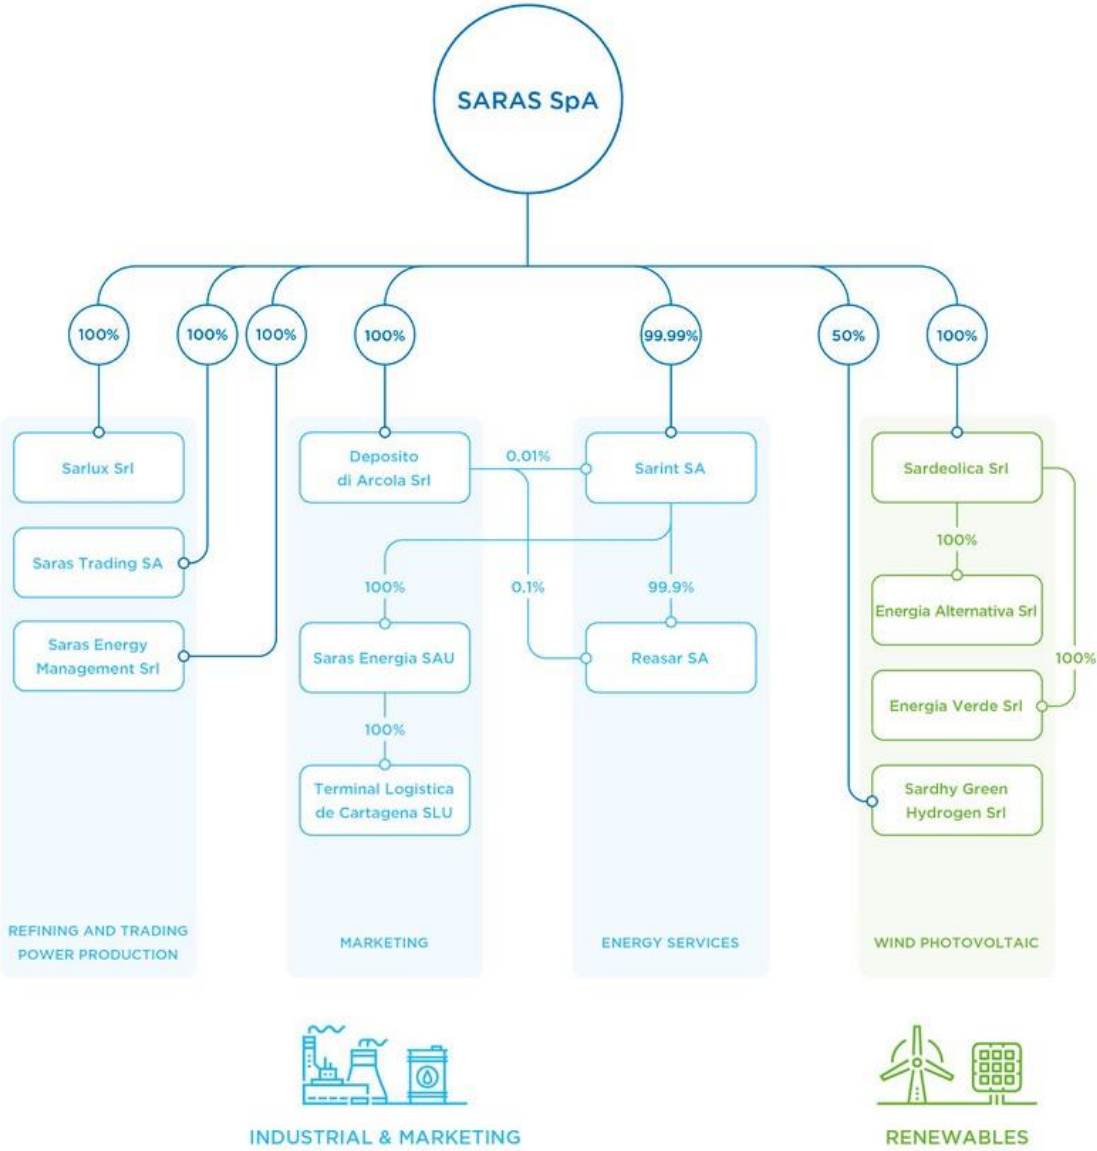 SARAS SpA
100%
100%
100%
100%
99.99%
50%
100%
Sarlux Srl
Saras Trading SA
Saras Energy
Management Srl
REFINING AND TRADING
POWER PRODUCTION
Deposito
di Arcola Srl
0.01%
0.1%
100%
Saras Energia SAU
100%
Terminal Logistica
de Cartagena SLU
MARKETING
Sarint SA
99.9%
Reasar SA
ENERGY SERVICES
Sardeolica Srl
100%
Energia Alternativa Srl
100%
Energia Verde Srl
Sardhy Green
Hydrogen Srl
WIND PHOTOVOLTAIC
INDUSTRIAL & MARKETING
RENEWABLES